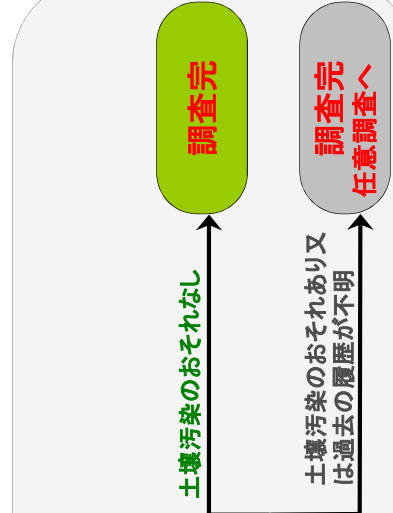 調査完
土壌汚染のおそれなし
調査完
任意調査へ
土壌汚染のおそれあり又
は過去の履歴が不明